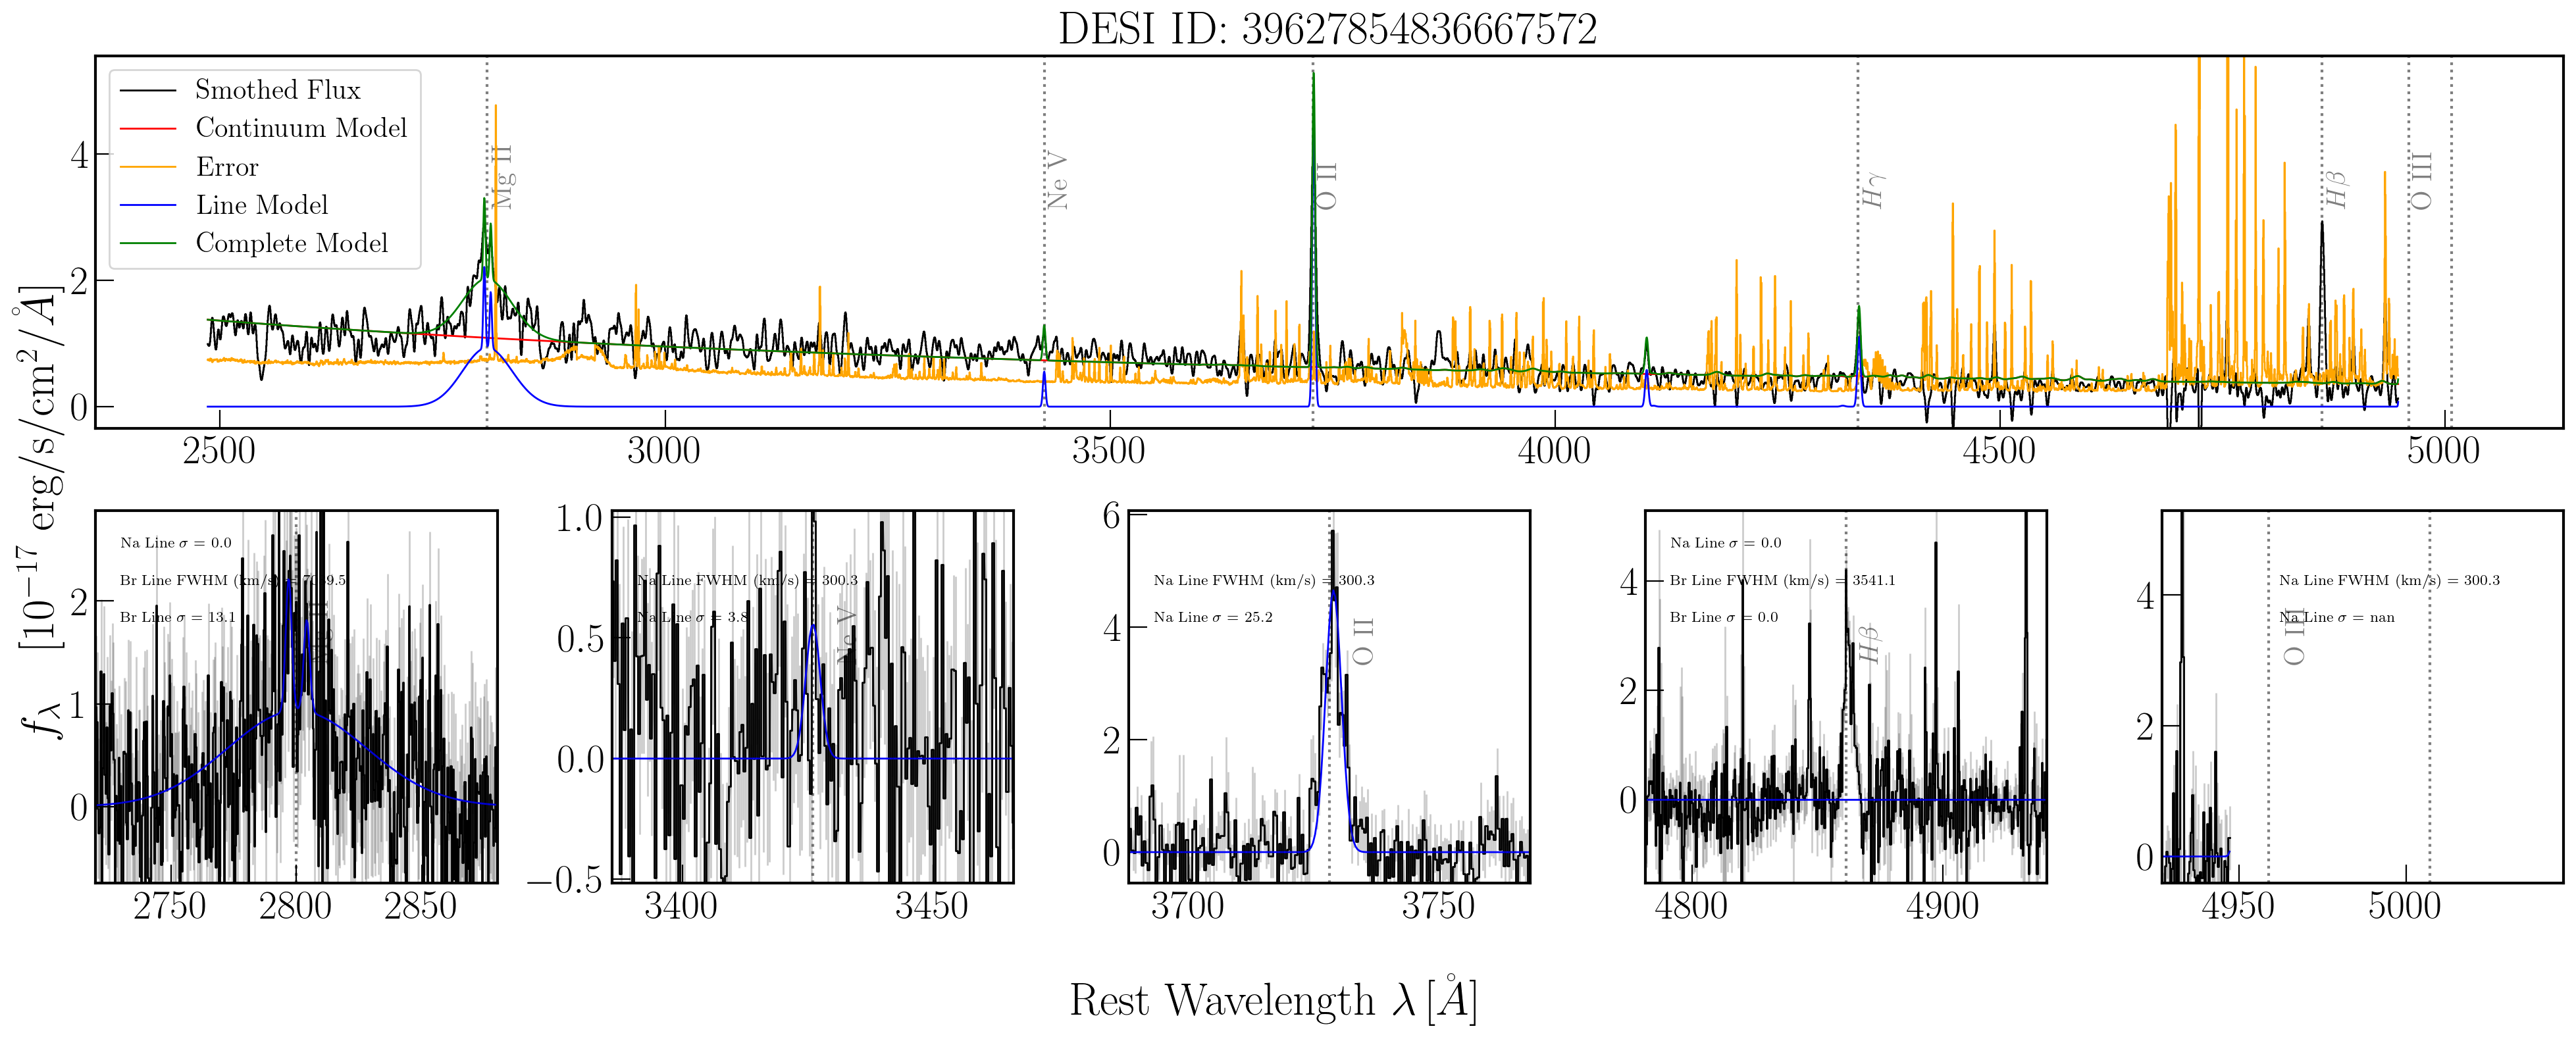 DESI ID: 39627854836667572
Smothed Flux
Continuum Model
Error
Line Model
Complete Model
Mg II
Ne V
O II
Hγ
Hβ
O III
4
2
0
2500 3000 3500 4000 4500 5000
f_λ [10^{-17} erg/s/cm^2/Å]
Na Line σ = 0.0
Br Line σ = 13.1
2
1
0
2750 2800 2850
Na Line FWHM (km/s) = 300.3
Na Line σ = 3.8
Ne V
1.0
0.5
0.0
−0.5
3400 3450
Na Line FWHM (km/s) = 300.3
Na Line σ = 25.2
O II
6
4
2
0
3700 3750
Na Line σ = 0.0
Br Line FWHM (km/s) = 3541.1
Br Line σ = 0.0
Hβ
4
2
0
4800 4900
Na Line FWHM (km/s) = 300.3
Na Line σ = nan
O III
4
2
0
4950 5000
Rest Wavelength λ [Å]